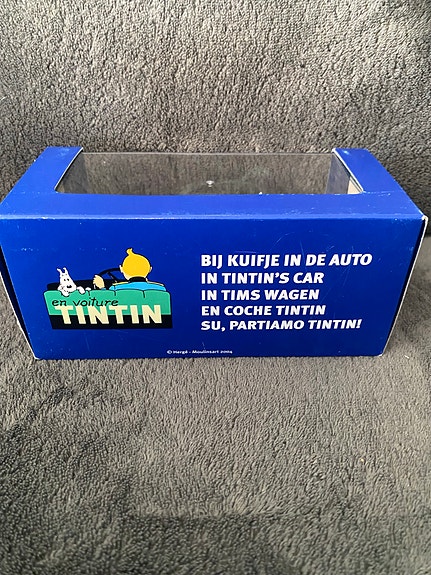 en voiture
TINTIN
BIJ KUIFJE IN DE AUTO
IN TINTIN'S CAR
IN TIMS WAGEN
EN COCHE TINTIN
SU, PARTIAMO TINTIN!
© Hergé - Moulinsart 2004